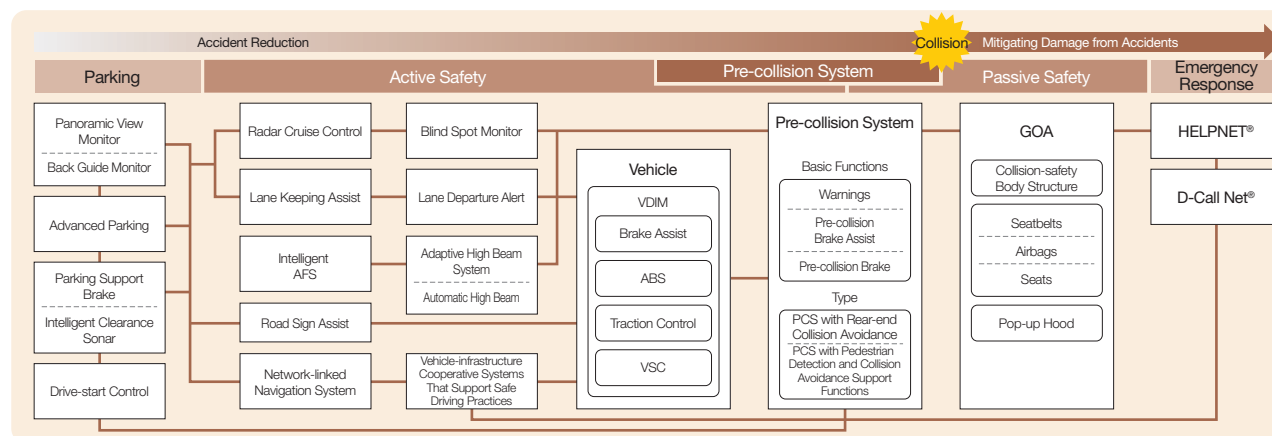 Accident Reduction
Collision
Mitigating Damage from Accidents
Parking
Active Safety
Pre-collision System
Passive Safety
Emergency
Response
Panoramic View
Monitor
Back Guide Monitor
Advanced Parking
Parking Support
Brake
Intelligent Clearance
Sonar
Drive-start Control
Radar Cruise Control
Lane Keeping Assist
Intelligent
AFS
Road Sign Assist
Network-linked
Navigation System
Blind Spot Monitor
Lane Departure Alert
Adaptive High Beam
System
Automatic High Beam
Vehicle-infrastructure
Cooperative Systems
That Support Safe
Driving Practices
Vehicle
VDIM
Brake Assist
ABS
Traction Control
VSC
Pre-collision System
Basic Functions
Warnings
Pre-collision
Brake Assist
Pre-collision Brake
Type
PCS with Rear-end
Collision Avoidance
PCS with Pedestrian
Detection and Collision
Avoidance Support
Functions
GOA
Collision-safety
Body Structure
Seatbelts
Airbags
Seats
Pop-up Hood
HELPNET®
D-Call Net®